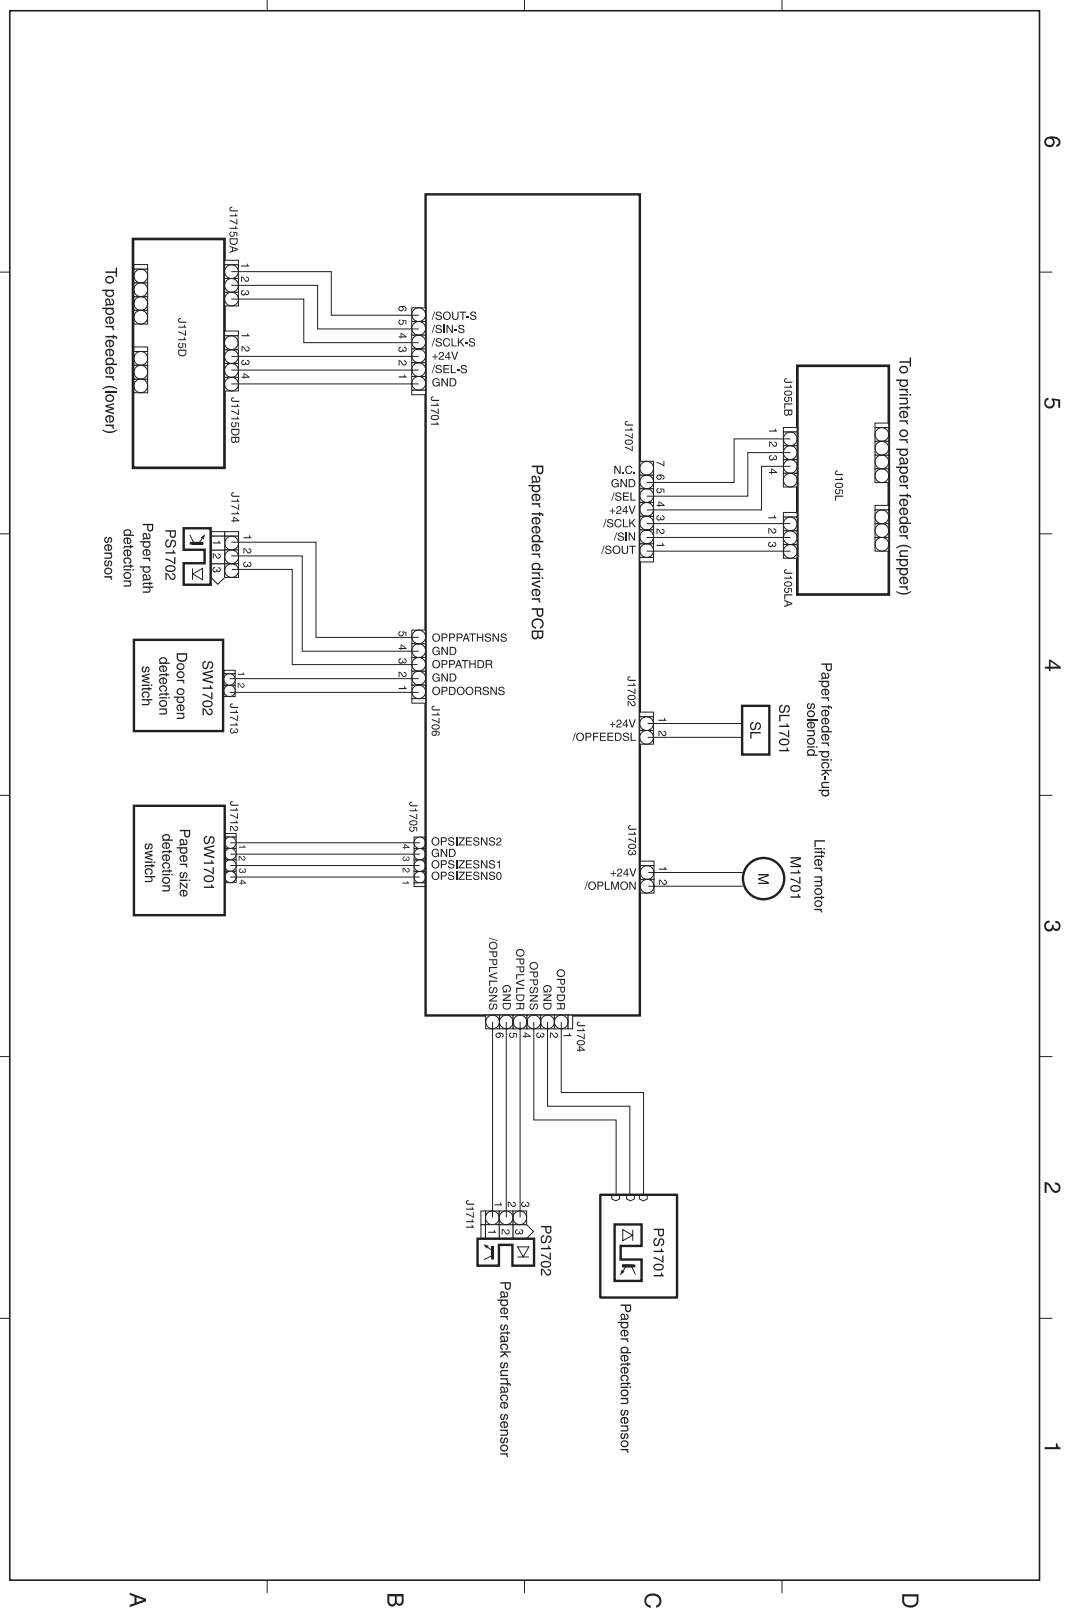 6
5
4
3
2
1
D
C
B
A
To printer or paper feeder (upper)
J105L
J105LB
1
2
3
4
J105LA
1
2
3
J1707
7
6
5
4
3
2
1
N.C.
GND
/SEL
+24V
/SCLK
/SIN
/SOUT
Paper feeder pick-up
solenoid
SL1701
SL
J1702
1
2
+24V
/OPFEEDSL
Lifter motor
M1701
M
J1703
1
2
+24V
/OPLMON
Paper feeder driver PCB
J1704
1
2
3
4
5
6
OPPDR
GND
OPPSNS
OPPLVLDR
GND
/OPPLVLSNS
PS1701
Paper detection sensor
PS1702
Paper stack surface sensor
J1711
3
2
1
3
2
1
/SOUT-S
/SIN-S
/SCLK-S
+24V
/SEL-S
GND
6
5
4
3
2
1
J1701
OPPPATHSNS
GND
OPPATHDR
GND
OPDOORSNS
5
4
3
2
1
J1706
J1705
OPSIZESNS2
GND
OPSIZESNS1
OPSIZESNS0
4
3
2
1
J1715DA
1
2
3
J1715DB
1
2
3
4
J1715D
To paper feeder (lower)
J1714
1
2
3
1
2
3
PS1702
Paper path
detection
sensor
J1713
1
2
SW1702
Door open
detection
switch
J1712
1
2
3
4
SW1701
Paper size
detection
switch